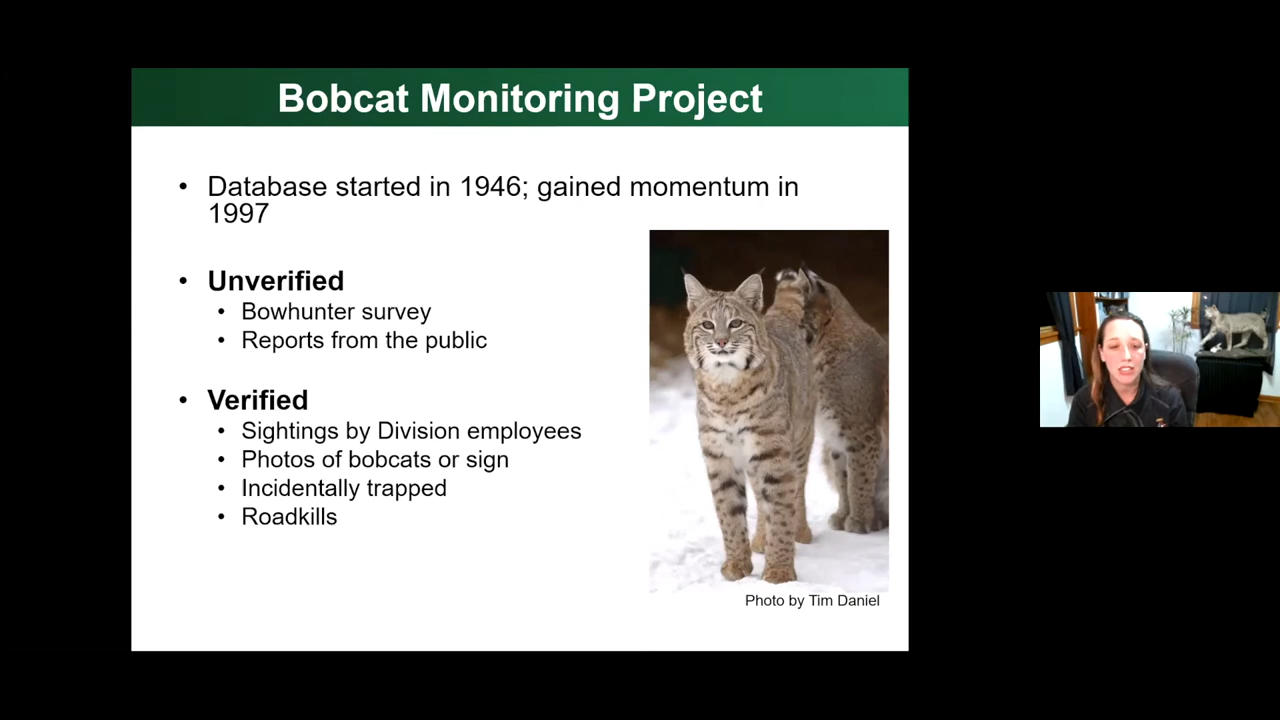 Bobcat Monitoring Project
• Database started in 1946; gained momentum in
1997
• Unverified
• Bowhunter survey
• Reports from the public
• Verified
• Sightings by Division employees
• Photos of bobcats or sign
• Incidentally trapped
• Roadkills
Photo by Tim Daniel